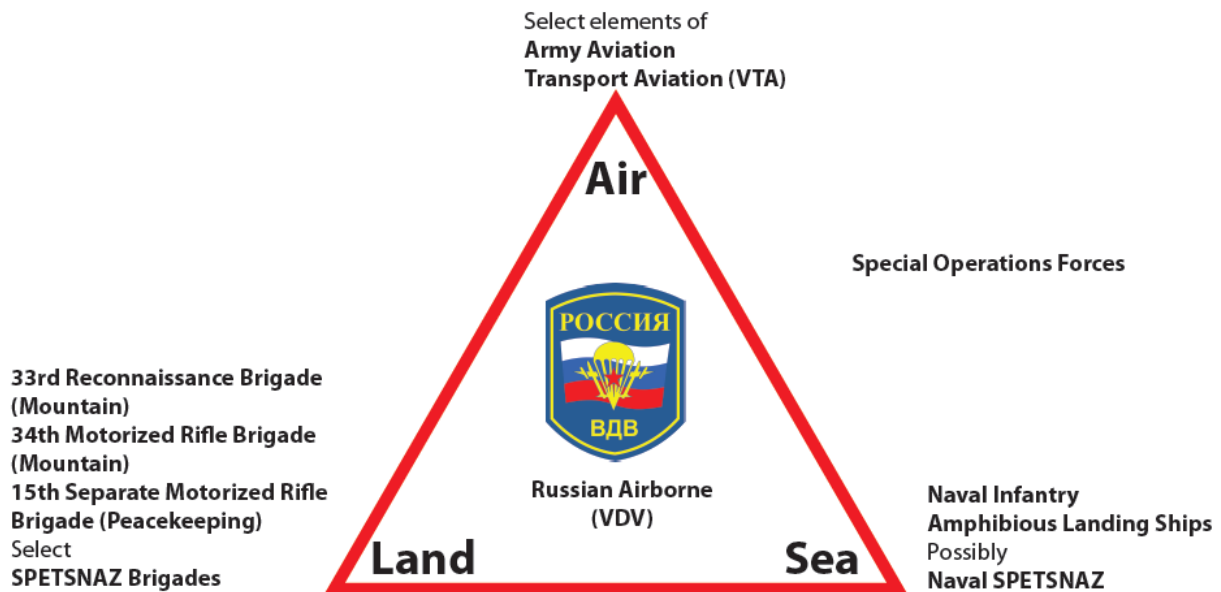 Select elements of
Army Aviation
Transport Aviation (VTA)
Air
Special Operations Forces
РОССИЯ
ВДВ
33rd Reconnaissance Brigade
(Mountain)
34th Motorized Rifle Brigade
(Mountain)
15th Separate Motorized Rifle
Brigade (Peacekeeping)
Select
SPETSNAZ Brigades
Russian Airborne
(VDV)
Land
Sea
Naval Infantry
Amphibious Landing Ships
Possibly
Naval SPETSNAZ